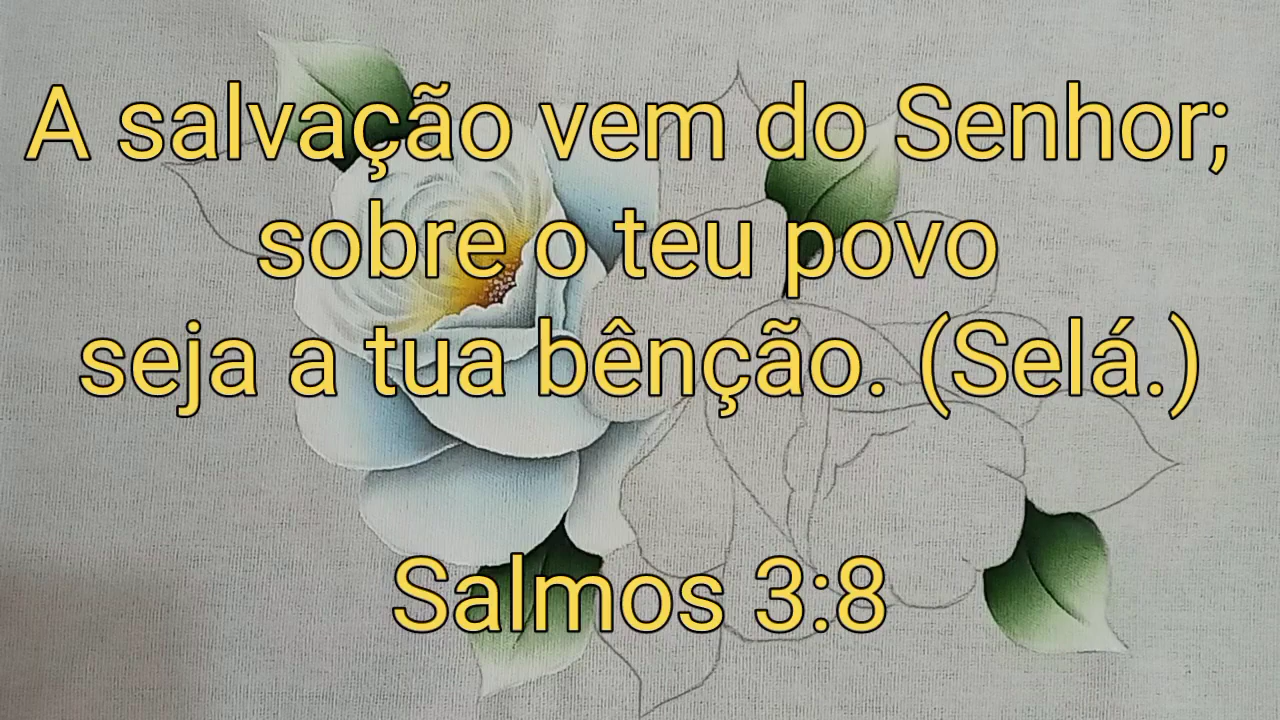 A salvação vem do Senhor;
sobre o teu povo
seja a tua bênção. (Selá.)
Salmos 3:8